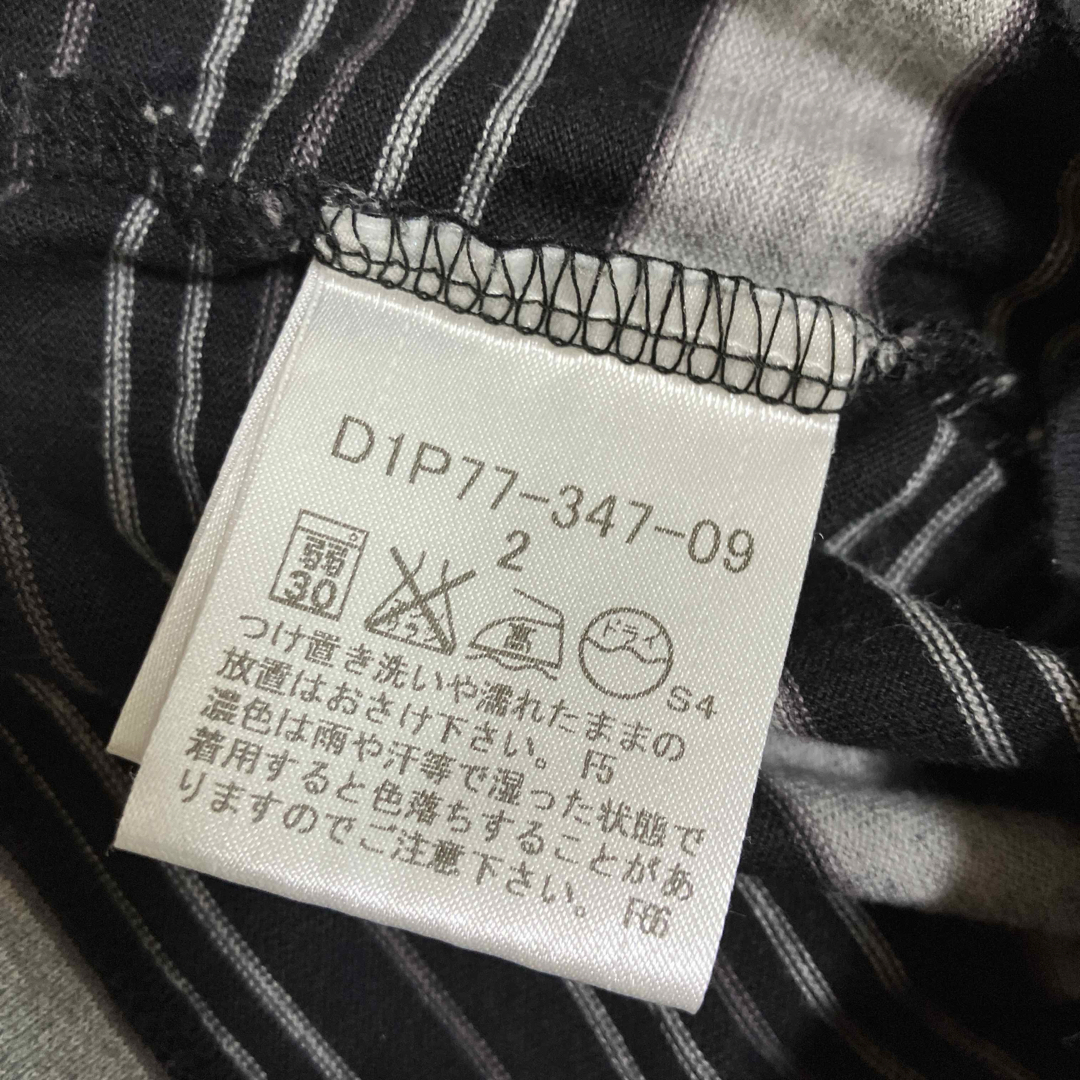 D1P77-347-09
2
弱 30 エンソ 高 ドライ S4
つけ置き洗いや濡れたままの
放置はおさけ下さい。 F5
濃色は雨や汗等で湿った状態で
着用すると色落ちすることがあ
りますのでご注意下さい。 F66